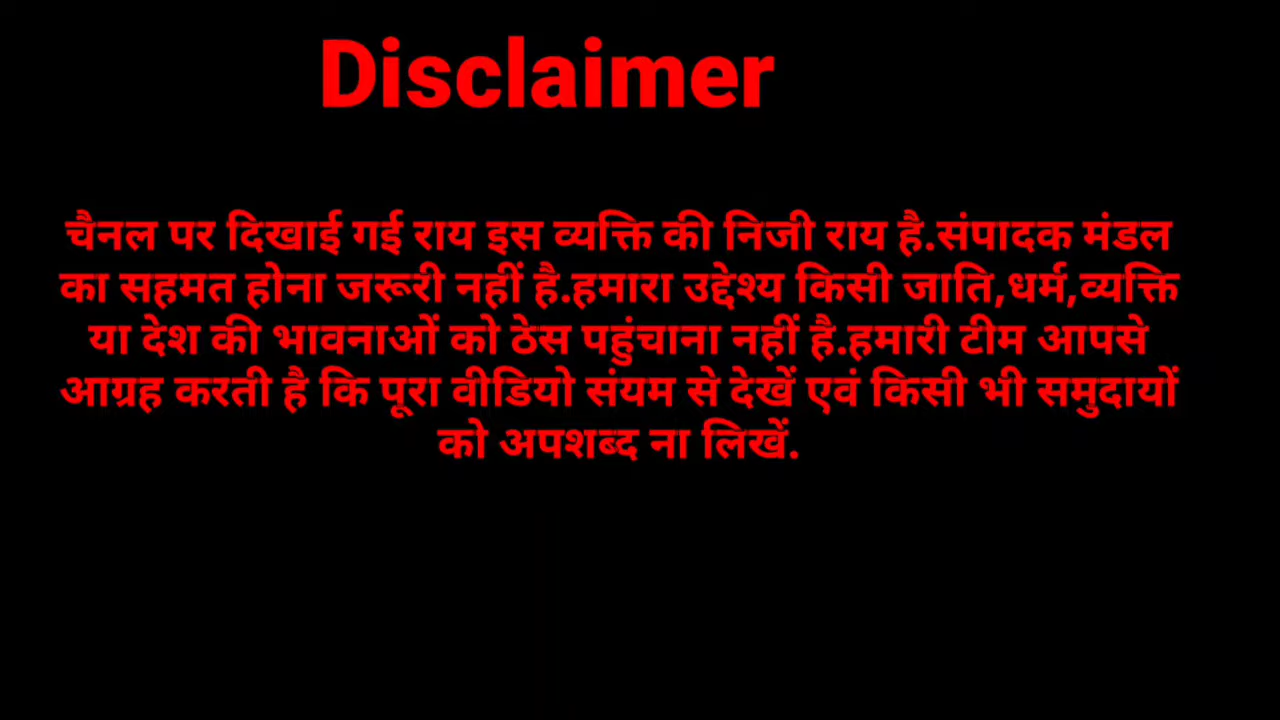 Disclaimer
चैनल पर दिखाई गई राय इस व्यक्ति की निजी राय है.संपादक मंडल
का सहमत होना जरूरी नहीं है.हमारा उद्देश्य किसी जाति,धर्म,व्यक्ति
या देश की भावनाओं को ठेस पहुंचाना नहीं है.हमारी टीम आपसे
आग्रह करती है कि पूरा वीडियो संयम से देखें एवं किसी भी समुदायों
को अपशब्द ना लिखें.